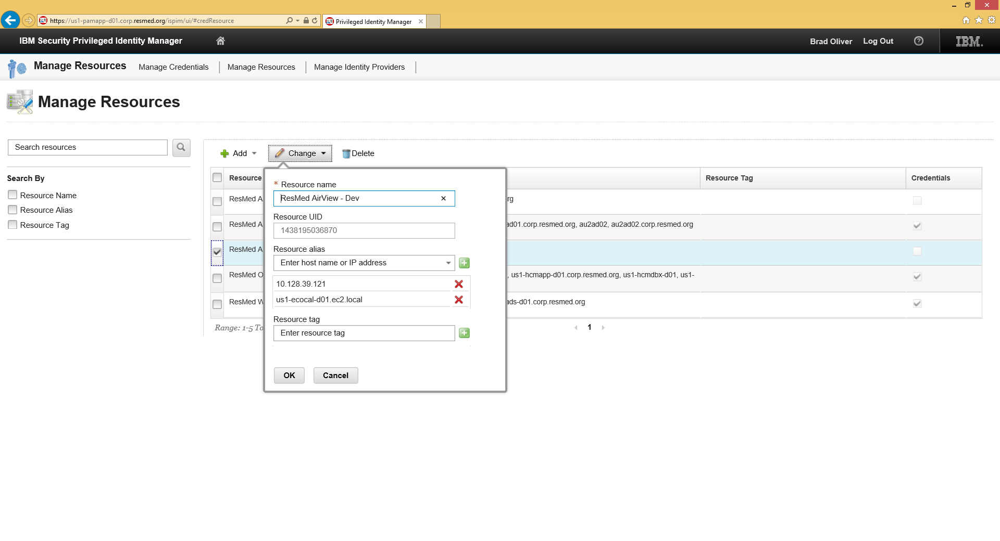 https://us1-pamapp-d01.corp.resmed.org/ispim/ui/#credResource
Privileged Identity Manager
IBM Security Privileged Identity Manager
Brad Oliver
Log Out
IBM.
Manage Resources
Manage Credentials
Manage Resources
Manage Identity Providers
Manage Resources
Search resources
Add
Change
Delete
Search By
Resource Name
Resource Alias
Resource Tag
Resource
Resource Tag
Credentials
ResMed A
rg
ResMed A
ad01.corp.resmed.org, au2ad02, au2ad02.corp.resmed.org
ResMed A
ResMed O
, us1-hcmapp-d01.corp.resmed.org, us1-hcmdbx-d01, us1-
ResMed W
ads-d01.corp.resmed.org
Range: 1-5 To
1
* Resource name
ResMed AirView - Dev
Resource UID
1438195036870
Resource alias
Enter host name or IP address
10.128.39.121
us1-ecocal-d01.ec2.local
Resource tag
Enter resource tag
OK
Cancel